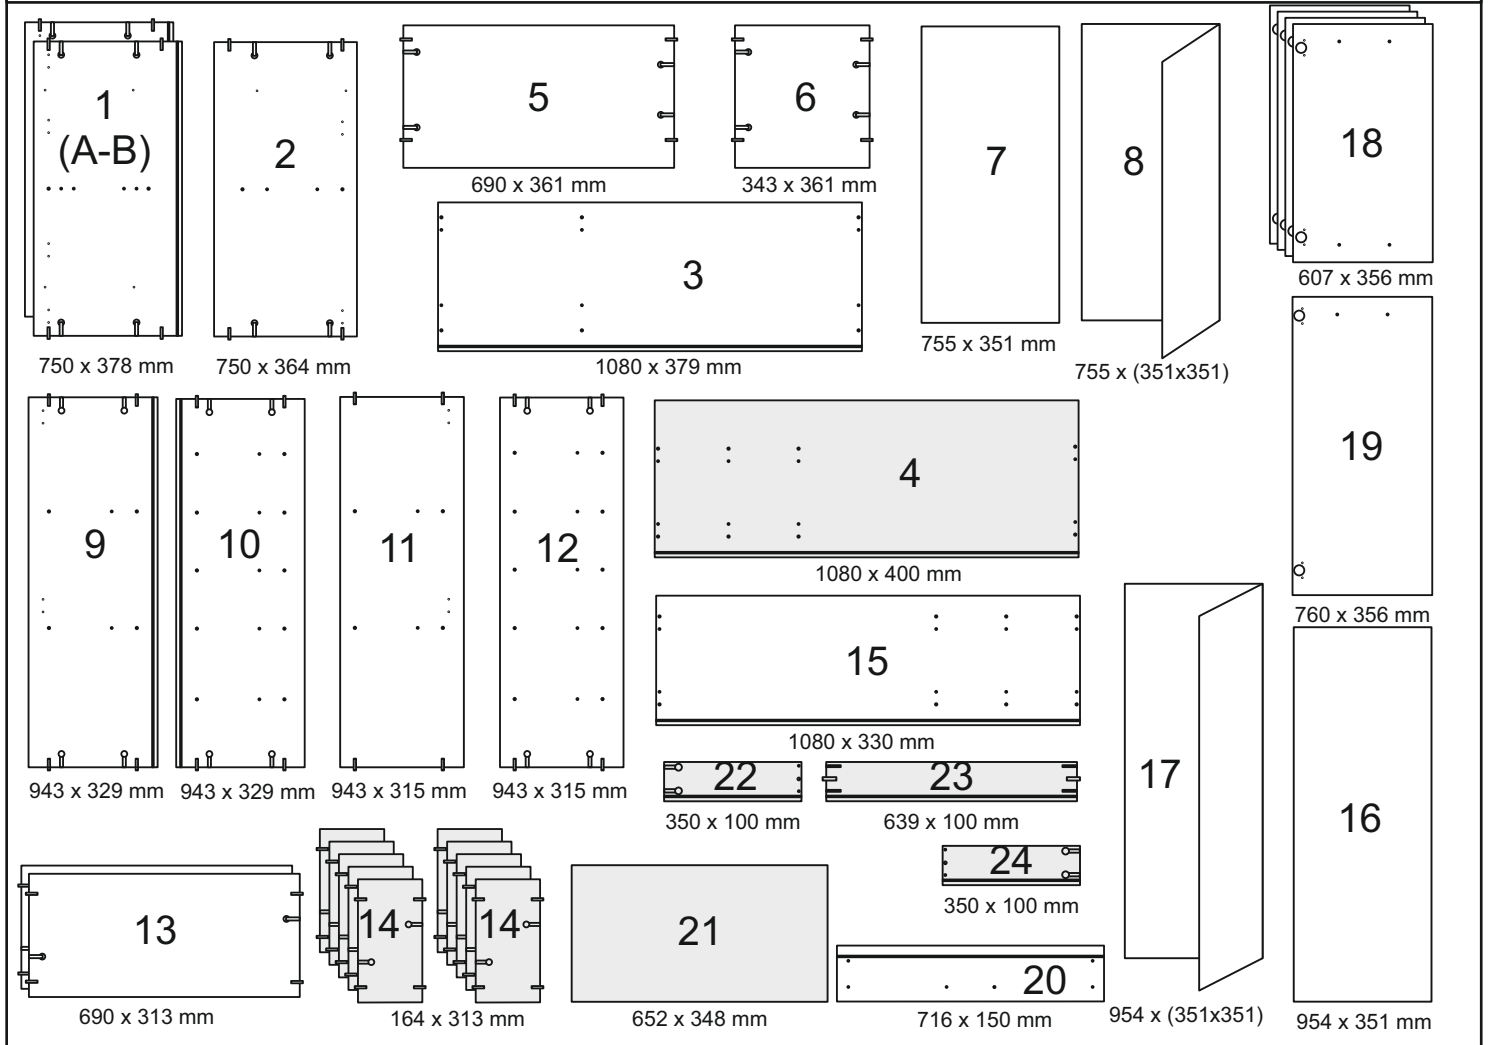 1
(A-B)
750 x 378 mm
2
750 x 364 mm
5
690 x 361 mm
6
343 x 361 mm
3
1080 x 379 mm
7
755 x 351 mm
8
755 x (351x351)
18
607 x 356 mm
9
943 x 329 mm
10
943 x 329 mm
11
943 x 315 mm
12
943 x 315 mm
4
1080 x 400 mm
15
1080 x 330 mm
19
760 x 356 mm
22
350 x 100 mm
23
639 x 100 mm
24
350 x 100 mm
17
954 x (351x351)
16
954 x 351 mm
13
690 x 313 mm
14
14
164 x 313 mm
21
652 x 348 mm
20
716 x 150 mm